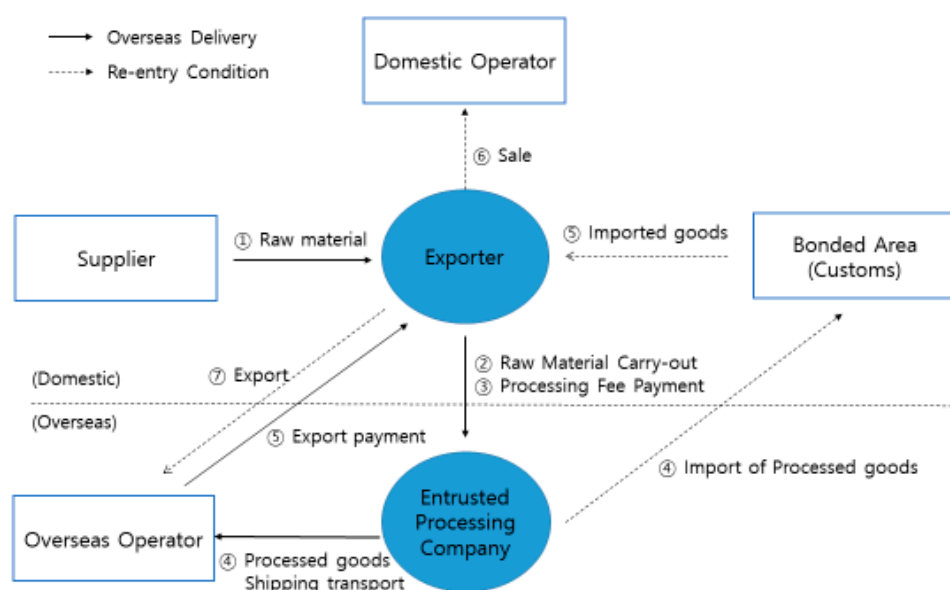 Overseas Delivery
Re-entry Condition
Domestic Operator
⑥ Sale
Supplier
① Raw material
Exporter
⑤ Imported goods
Bonded Area
(Customs)
⑦ Export
② Raw Material Carry-out
③ Processing Fee Payment
(Domestic)
(Overseas)
⑤ Export payment
④ Import of Processed goods
Overseas Operator
Entrusted
Processing
Company
④ Processed goods
Shipping transport